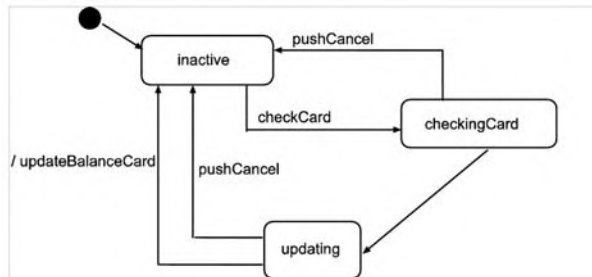 pushCancel
inactive
checkCard
checkingCard
/ updateBalanceCard
pushCancel
updating